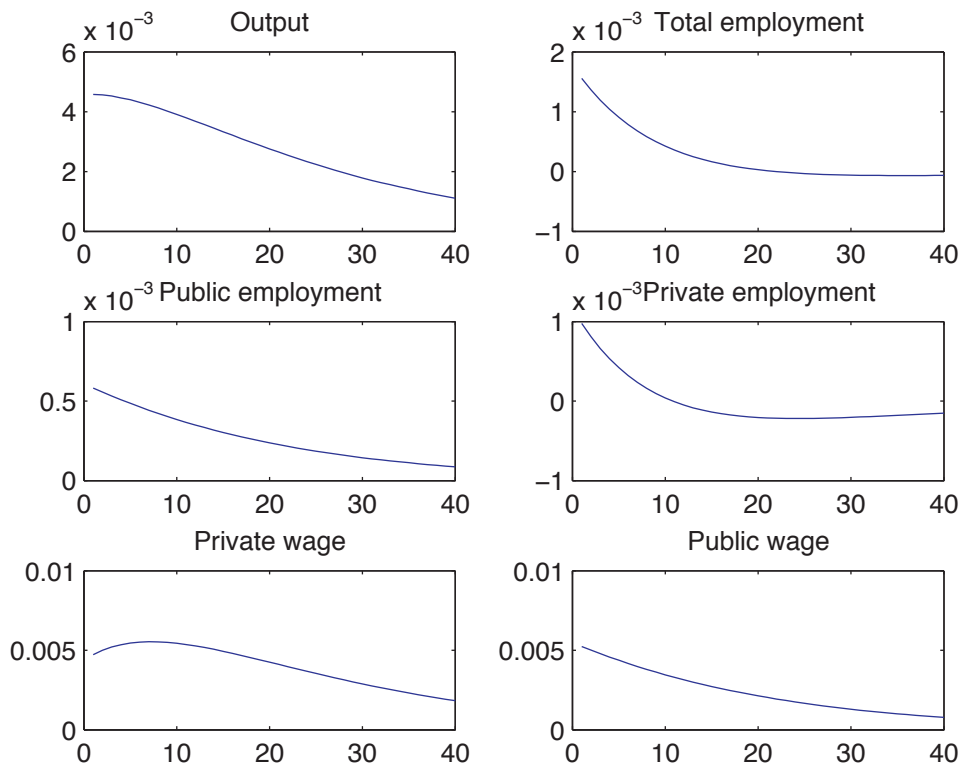 x 10⁻³ Output
6
4
2
0
0 10 20 30 40
x 10⁻³ Total employment
2
1
0
−1
0 10 20 30 40
x 10⁻³ Public employment
1
0.5
0
0 10 20 30 40
x 10⁻³ Private employment
1
0
−1
0 10 20 30 40
Private wage
0.01
0.005
0
0 10 20 30 40
Public wage
0.01
0.005
0
0 10 20 30 40